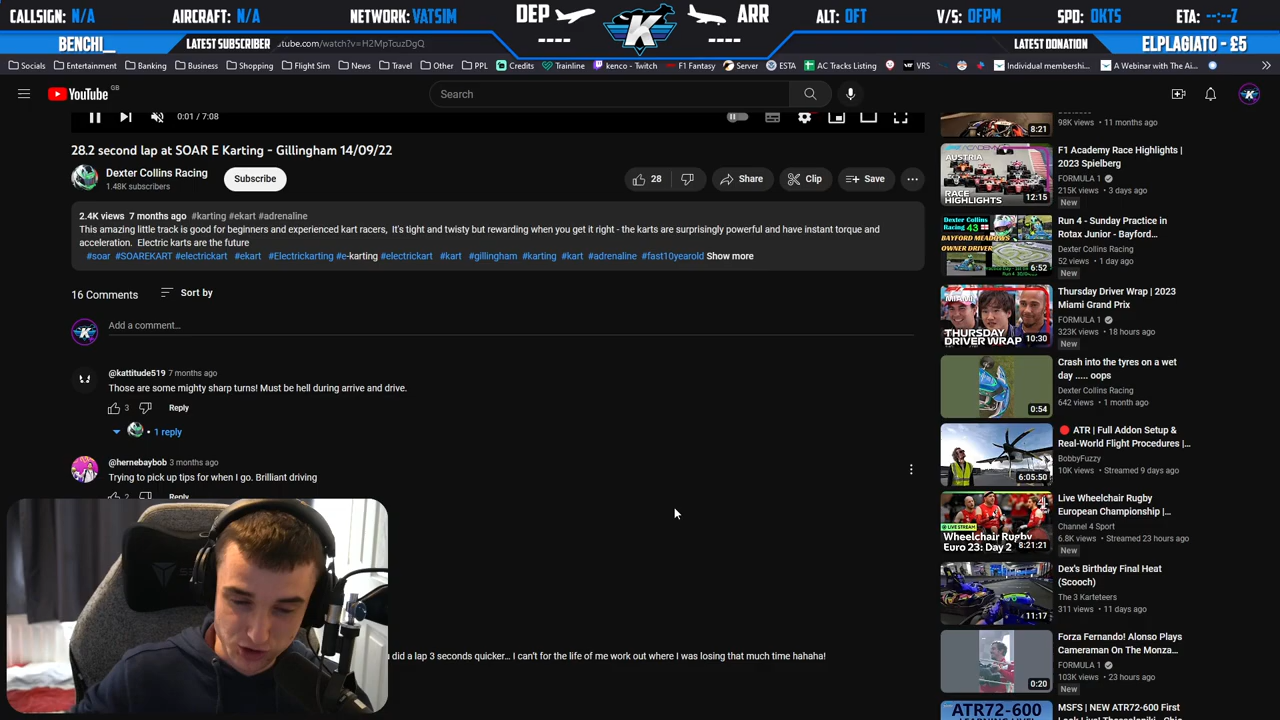 CALLSIGN: N/A
AIRCRAFT: N/A
NETWORK: VATSIM
DEP
K
ARR
ALT: 0FT
V/S: 0FPM
SPD: 0KTS
ETA: --:--Z
BENCHI_
LATEST SUBSCRIBER
tube.com/watch?v=H2MpTcuzDgQ
----
----
LATEST DONATION
ELPLAGIATO - £5
Socials
Entertainment
Banking
Business
Shopping
Flight Sim
News
Travel
Other
PPL
Credits
Trainline
kenco - Twitch
F1 Fantasy
Server
ESTA
AC Tracks Listing
VRS
Individual membershi...
A Webinar with The Ai...
YouTube GB
Search
0:01 / 7:08
28.2 second lap at SOAR E Karting - Gillingham 14/09/22
Dexter Collins Racing
1.48K subscribers
Subscribe
28
Share
Clip
Save
2.4K views 7 months ago #karting #ekart #adrenaline
This amazing little track is good for beginners and experienced kart racers, It's tight and twisty but rewarding when you get it right - the karts are surprisingly powerful and have instant torque and
acceleration. Electric karts are the future
#soar #SOAREKART #electrickart #ekart #Electrickarting #e-karting #electrickart #kart #gillingham #karting #kart #adrenaline #fast10yearold Show more
16 Comments
Sort by
Add a comment...
@kattitude519 7 months ago
Those are some mighty sharp turns! Must be hell during arrive and drive.
3
Reply
1 reply
@hernebaybob 3 months ago
Trying to pick up tips for when I go. Brilliant driving
2
Reply
did a lap 3 seconds quicker… I can't for the life of me work out where I was losing that much time hahaha!
98K views • 11 months ago
8:21
F1 Academy Race Highlights |
2023 Spielberg
FORMULA 1
215K views • 3 days ago
New
AUSTRIA
RACE
HIGHLIGHTS
12:15
Run 4 - Sunday Practice in
Rotax Junior - Bayford…
Dexter Collins Racing
52 views • 1 day ago
New
Dexter Collins
Racing 43
BAYFORD MEADOWS
OWNER DRIVER
6:52
Thursday Driver Wrap | 2023
Miami Grand Prix
FORMULA 1
323K views • 18 hours ago
New
MIAMI
THURSDAY
DRIVER WRAP
10:30
Crash into the tyres on a wet
day ..... oops
Dexter Collins Racing
642 views • 1 month ago
0:54
ATR | Full Addon Setup &
Real-World Flight Procedures |…
BobbyFuzzy
10K views • Streamed 9 days ago
6:05:50
Live Wheelchair Rugby
European Championship |…
Channel 4 Sport
6.8K views • Streamed 23 hours ago
New
LIVE STREAM
Wheelchair Rugby
Euro 23: Day 2
8:21:21
Dex's Birthday Final Heat
(Scooch)
The 3 Karteteers
311 views • 11 days ago
11:17
Forza Fernando! Alonso Plays
Cameraman On The Monza…
FORMULA 1
103K views • 23 hours ago
New
0:20
MSFS | NEW ATR72-600 First
ATR72-600